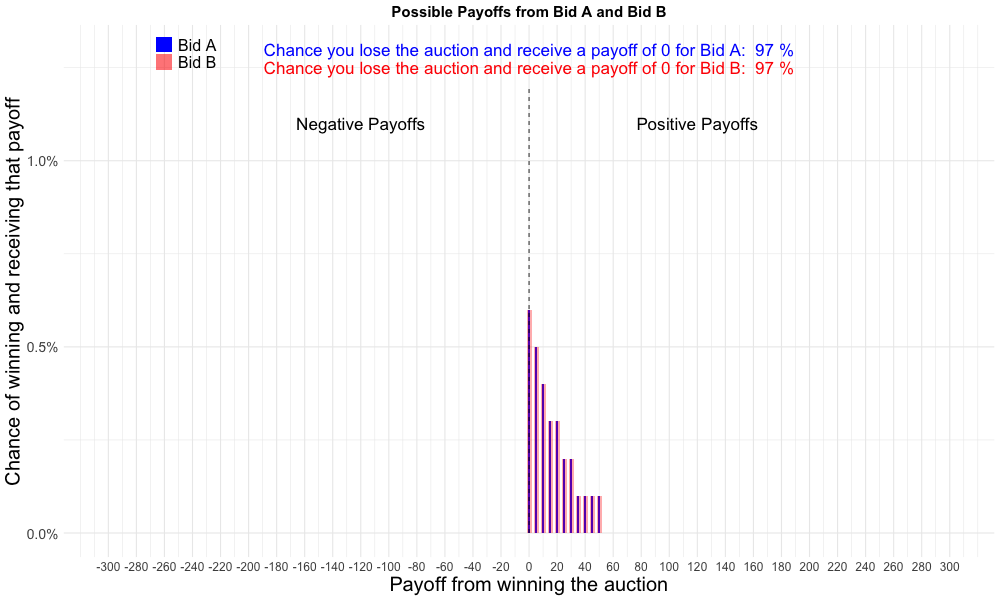 Possible Payoffs from Bid A and Bid B
Bid A
Bid B
Chance you lose the auction and receive a payoff of 0 for Bid A:  97 %
Chance you lose the auction and receive a payoff of 0 for Bid B:  97 %
Negative Payoffs
Positive Payoffs
Chance of winning and receiving that payoff
1.0%
0.5%
0.0%
-300 -280 -260 -240 -220 -200 -180 -160 -140 -120 -100 -80 -60 -40 -20 0 20 40 60 80 100 120 140 160 180 200 220 240 260 280 300
Payoff from winning the auction